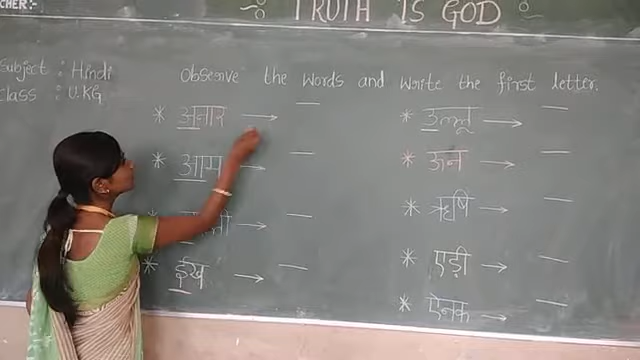 CHER:-
TRUTH IS GOD
Subject : Hindi
Class : U.KG
Observe the words and write the first letter.
* अनार → —
* आम → —
* → —
* ईख → —
* उल्लू → —
* ऊन → —
* ऋषि → —
* एड़ी → —
* ऐनक → —